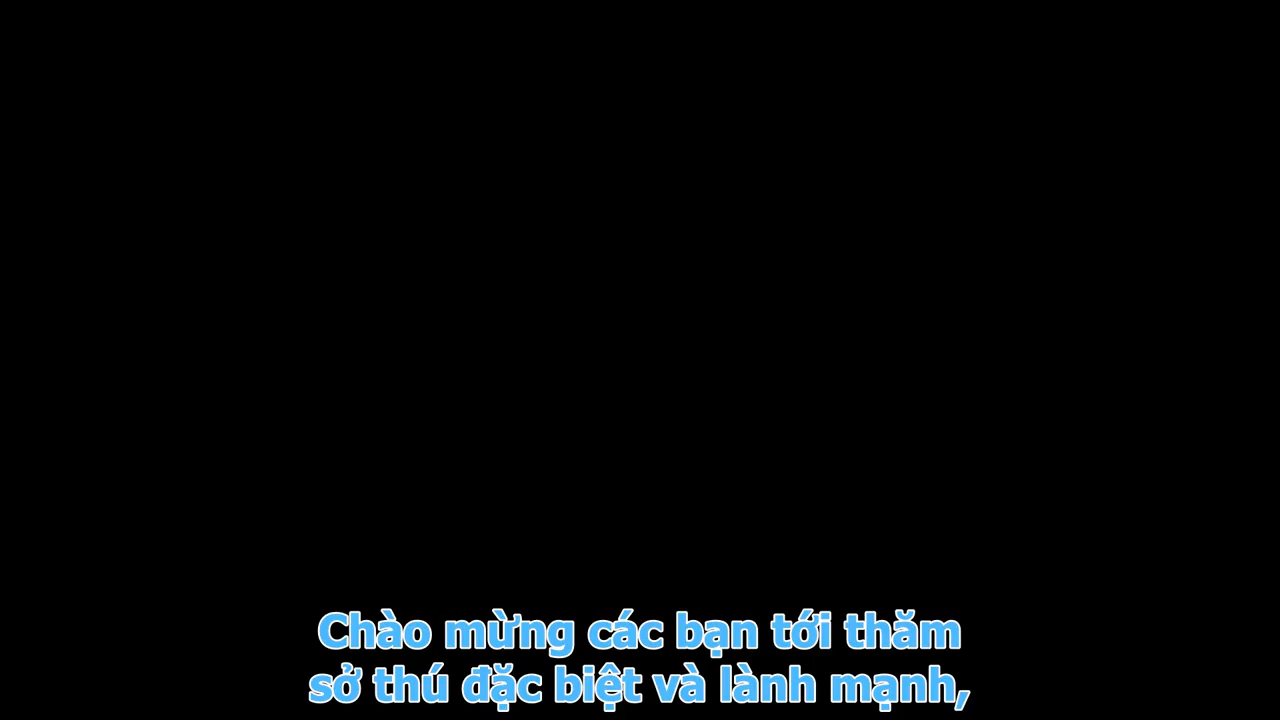 Chào mừng các bạn tới thăm
sở thú đặc biệt và lành mạnh,